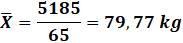 X̅ = 5185/65 = 79,77 kg